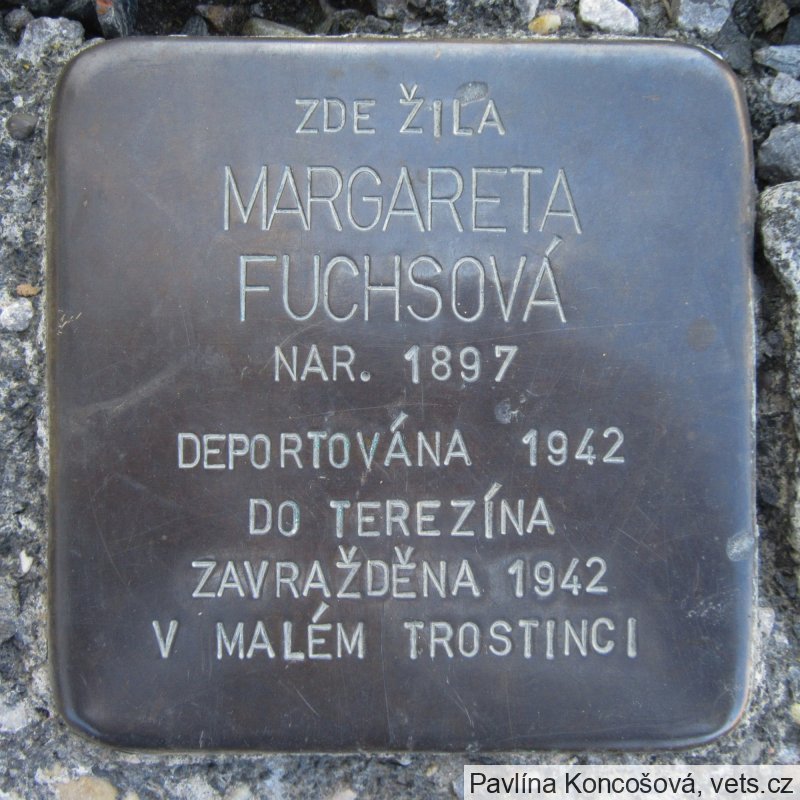 ZDE ŽILA
MARGARETA
FUCHSOVÁ
NAR. 1897
DEPORTOVÁNA 1942
DO TEREZÍNA
ZAVRAŽDĚNA 1942
V MALÉM TROSTINCI
Pavlína Koncošová, vets.cz